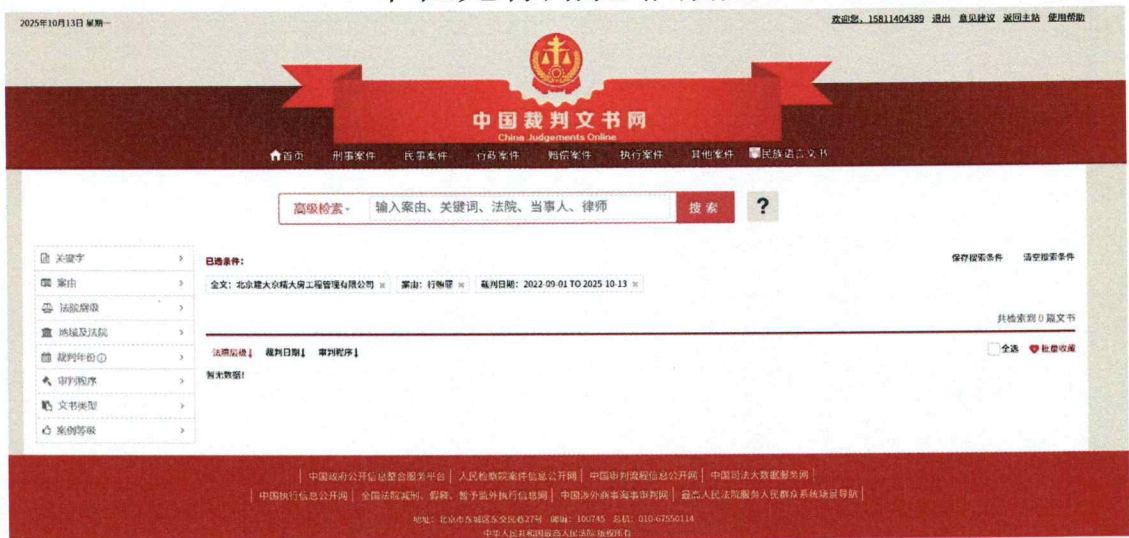 2025年10月13日 星期一
欢迎您，15811404389 退出 意见建议 返回主站 使用帮助
中国裁判文书网
China Judgements Online
首页 刑事案件 民事案件 行政案件 赔偿案件 执行案件 其他案件 民族语言文书
高级检索 输入案由、关键词、法院、当事人、律师 搜索 ?
关键字
案由
法院层级
地域及法院
裁判年份
审判程序
文书类型
案例等级
已选条件：
保存搜索条件 清空搜索条件
全文：北京建大京精大房工程管理有限公司 × 案由：行贿罪 × 裁判日期：2022-09-01 TO 2025-10-13 ×
共检索到 0 篇文书
法院层级↓ 裁判日期↓ 审判程序↓
全选 批量收藏
暂无数据!
中国政府公开信息整合服务平台 | 人民检察院案件信息公开网 | 中国审判流程信息公开网 | 中国司法大数据服务网 |
中国执行信息公开网 | 全国法院减刑、假释、暂予监外执行信息网 | 中国涉外商事海事审判网 | 最高人民法院服务人民群众系统场景导航 |
地址：北京市东城区东交民巷27号 邮编：100745 总机：010-67550114
中华人民共和国最高人民法院 版权所有